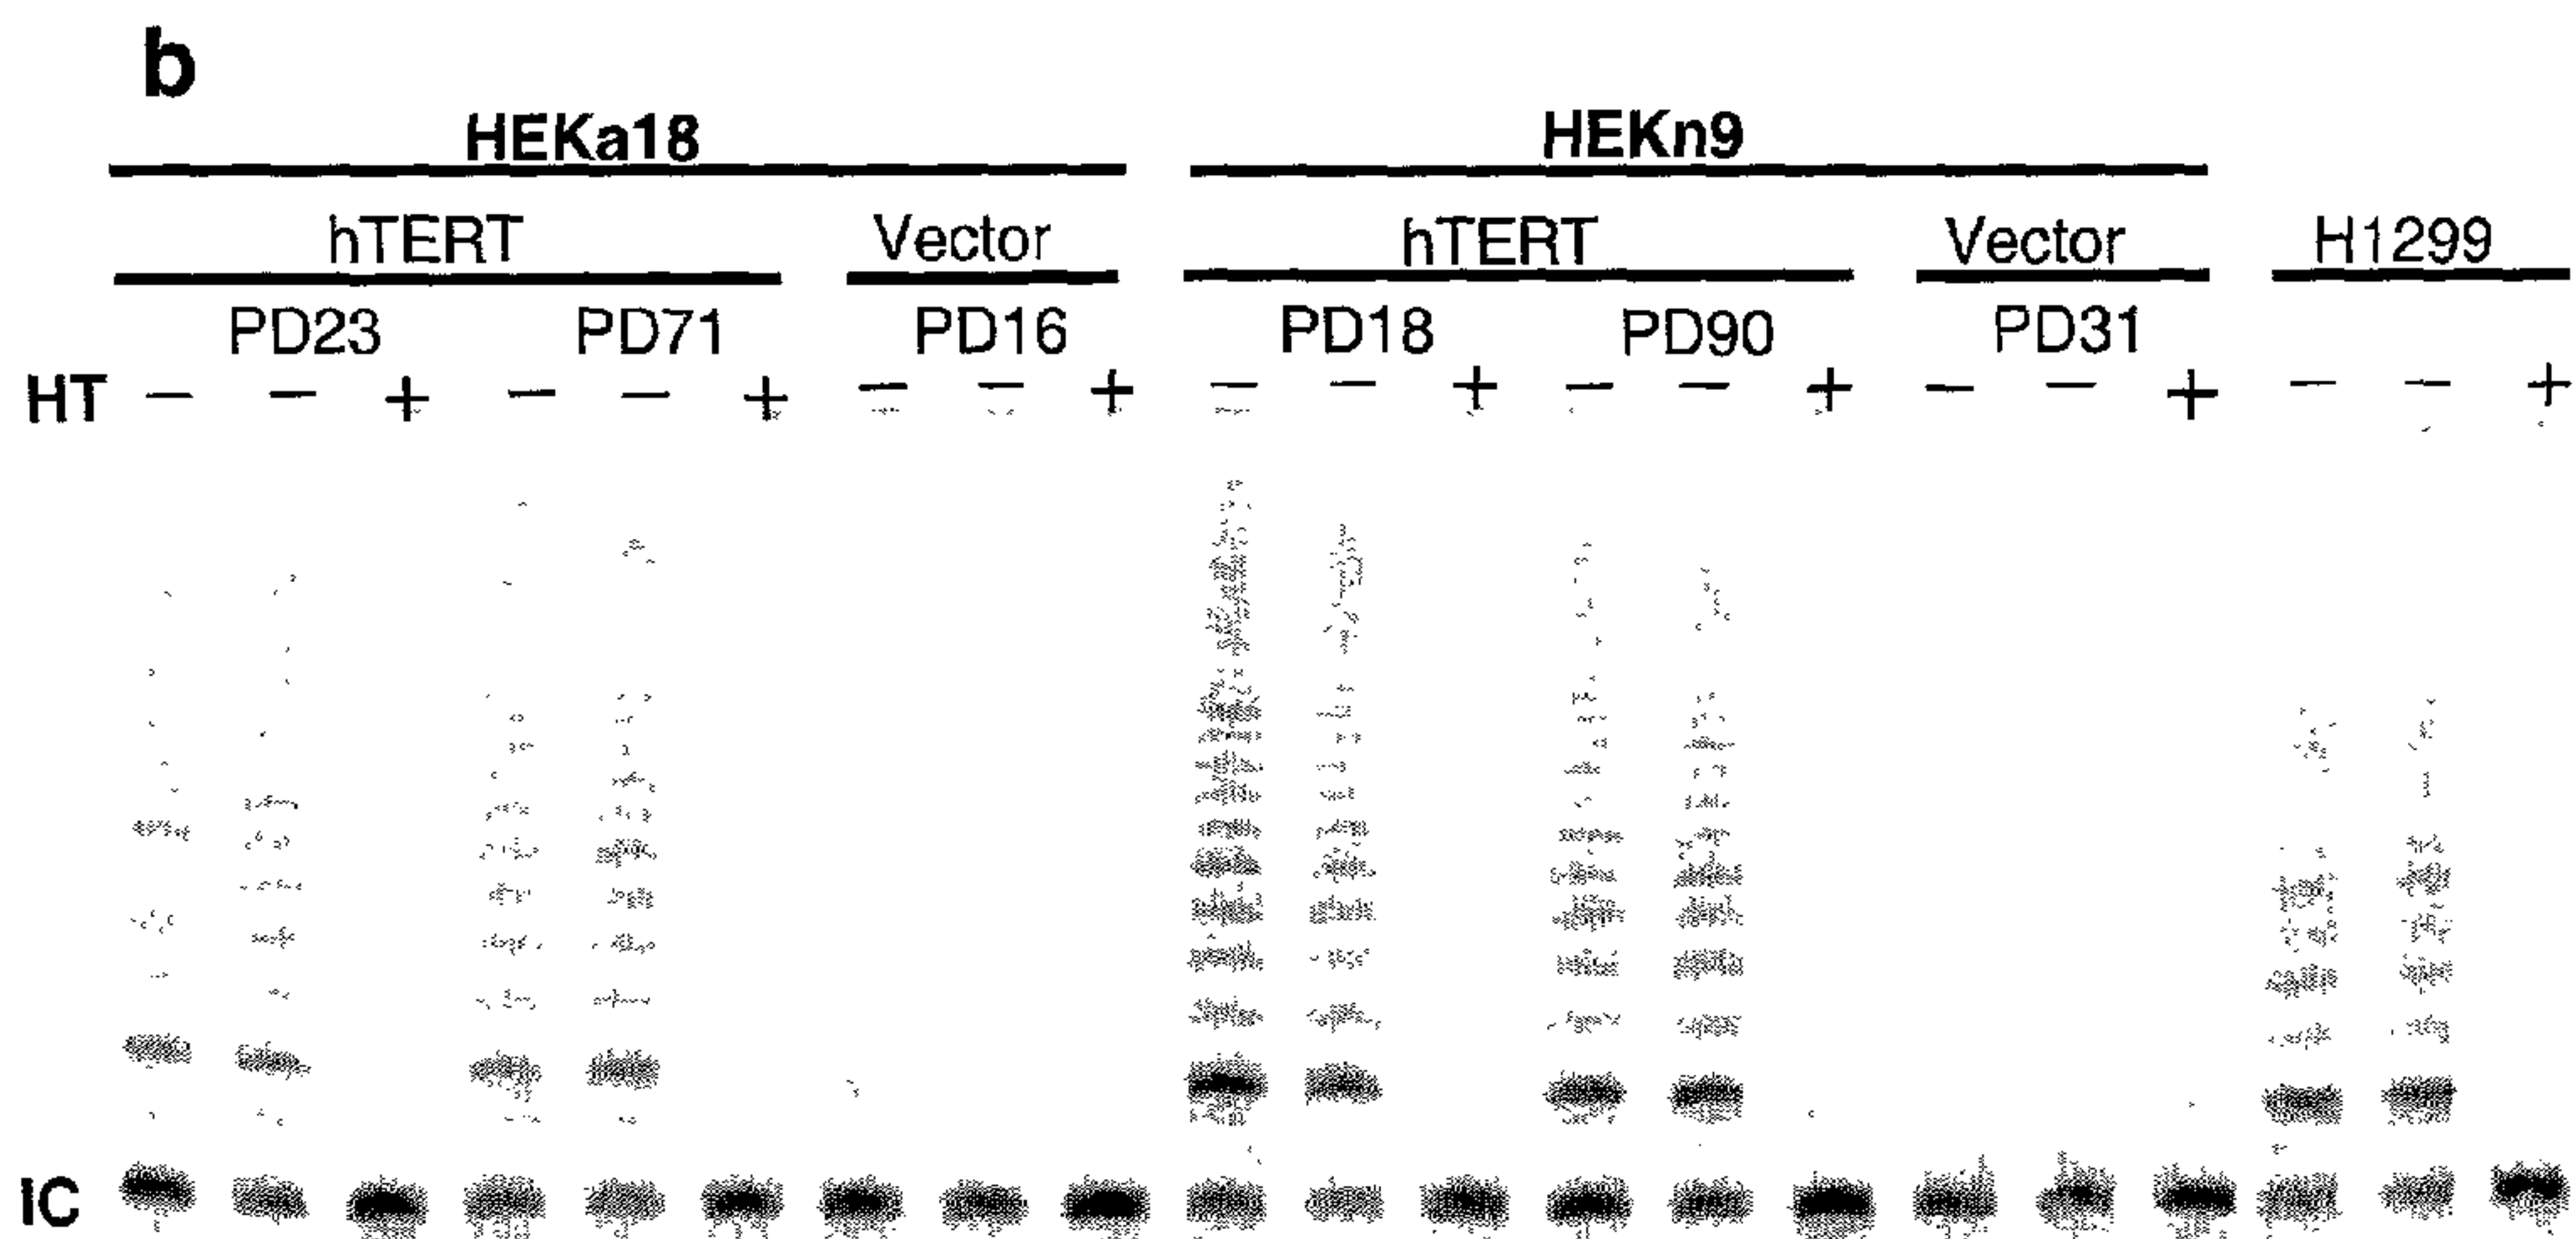 b
HEKa18 HEKn9
hTERT Vector hTERT Vector H1299
PD23 PD71 PD16 PD18 PD90 PD31
HT − − + − − + − − + − − + − − + − − + − − +
IC